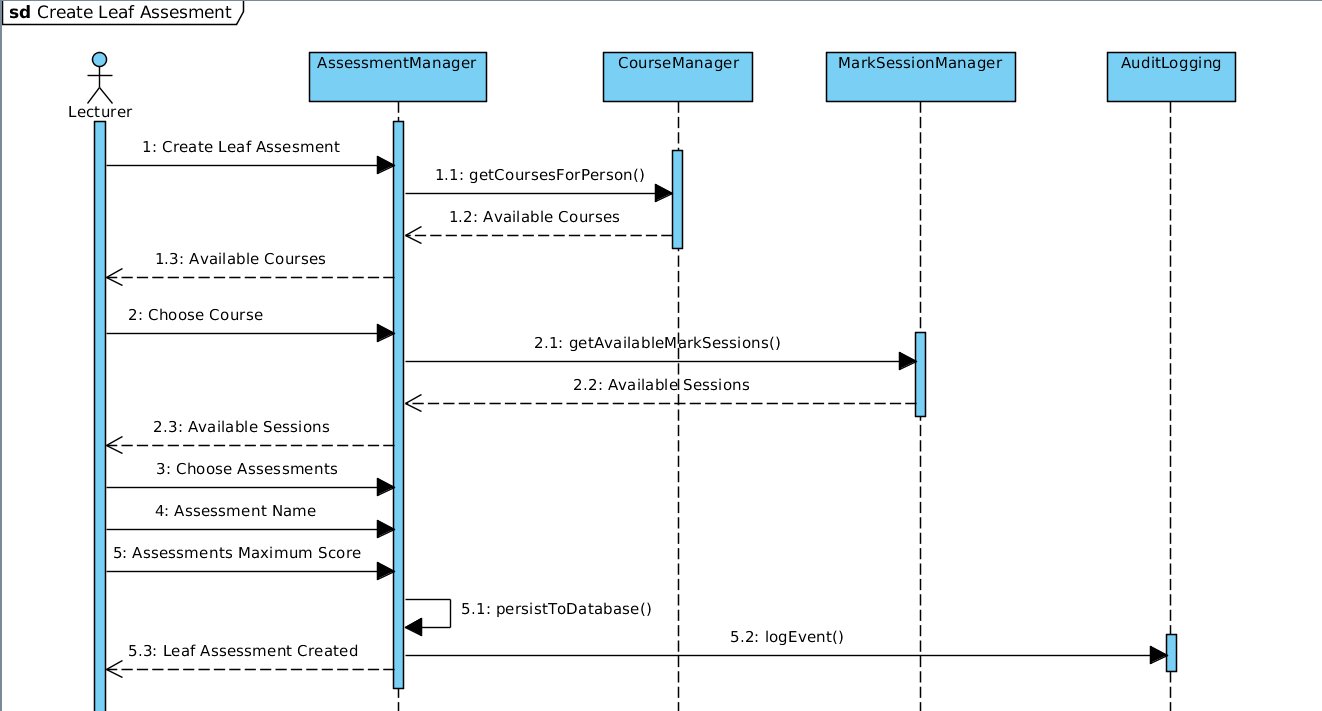 sd Create Leaf Assesment
AssessmentManager
CourseManager
MarkSessionManager
AuditLogging
Lecturer
1: Create Leaf Assesment
1.1: getCoursesForPerson()
1.2: Available Courses
1.3: Available Courses
2: Choose Course
2.1: getAvailableMarkSessions()
2.2: Available Sessions
2.3: Available Sessions
3: Choose Assessments
4: Assessment Name
5: Assessments Maximum Score
5.1: persistToDatabase()
5.2: logEvent()
5.3: Leaf Assessment Created